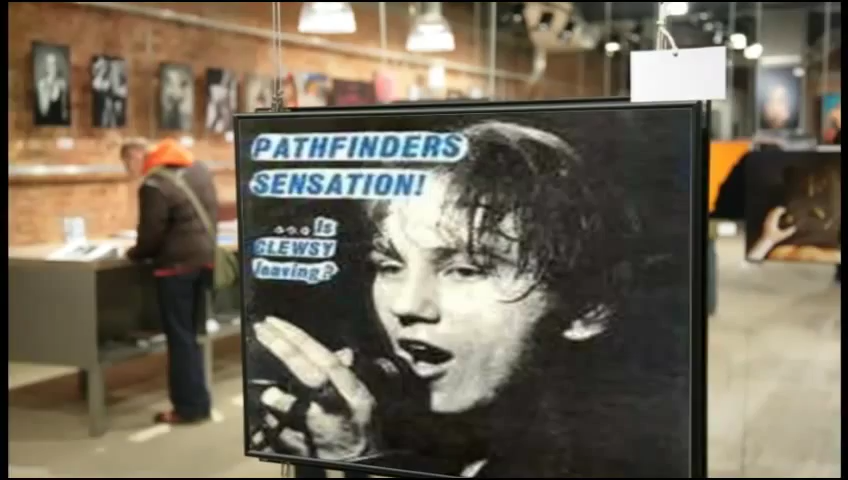 PATHFINDERS
SENSATION!
...Is
CLEWSY
leaving?